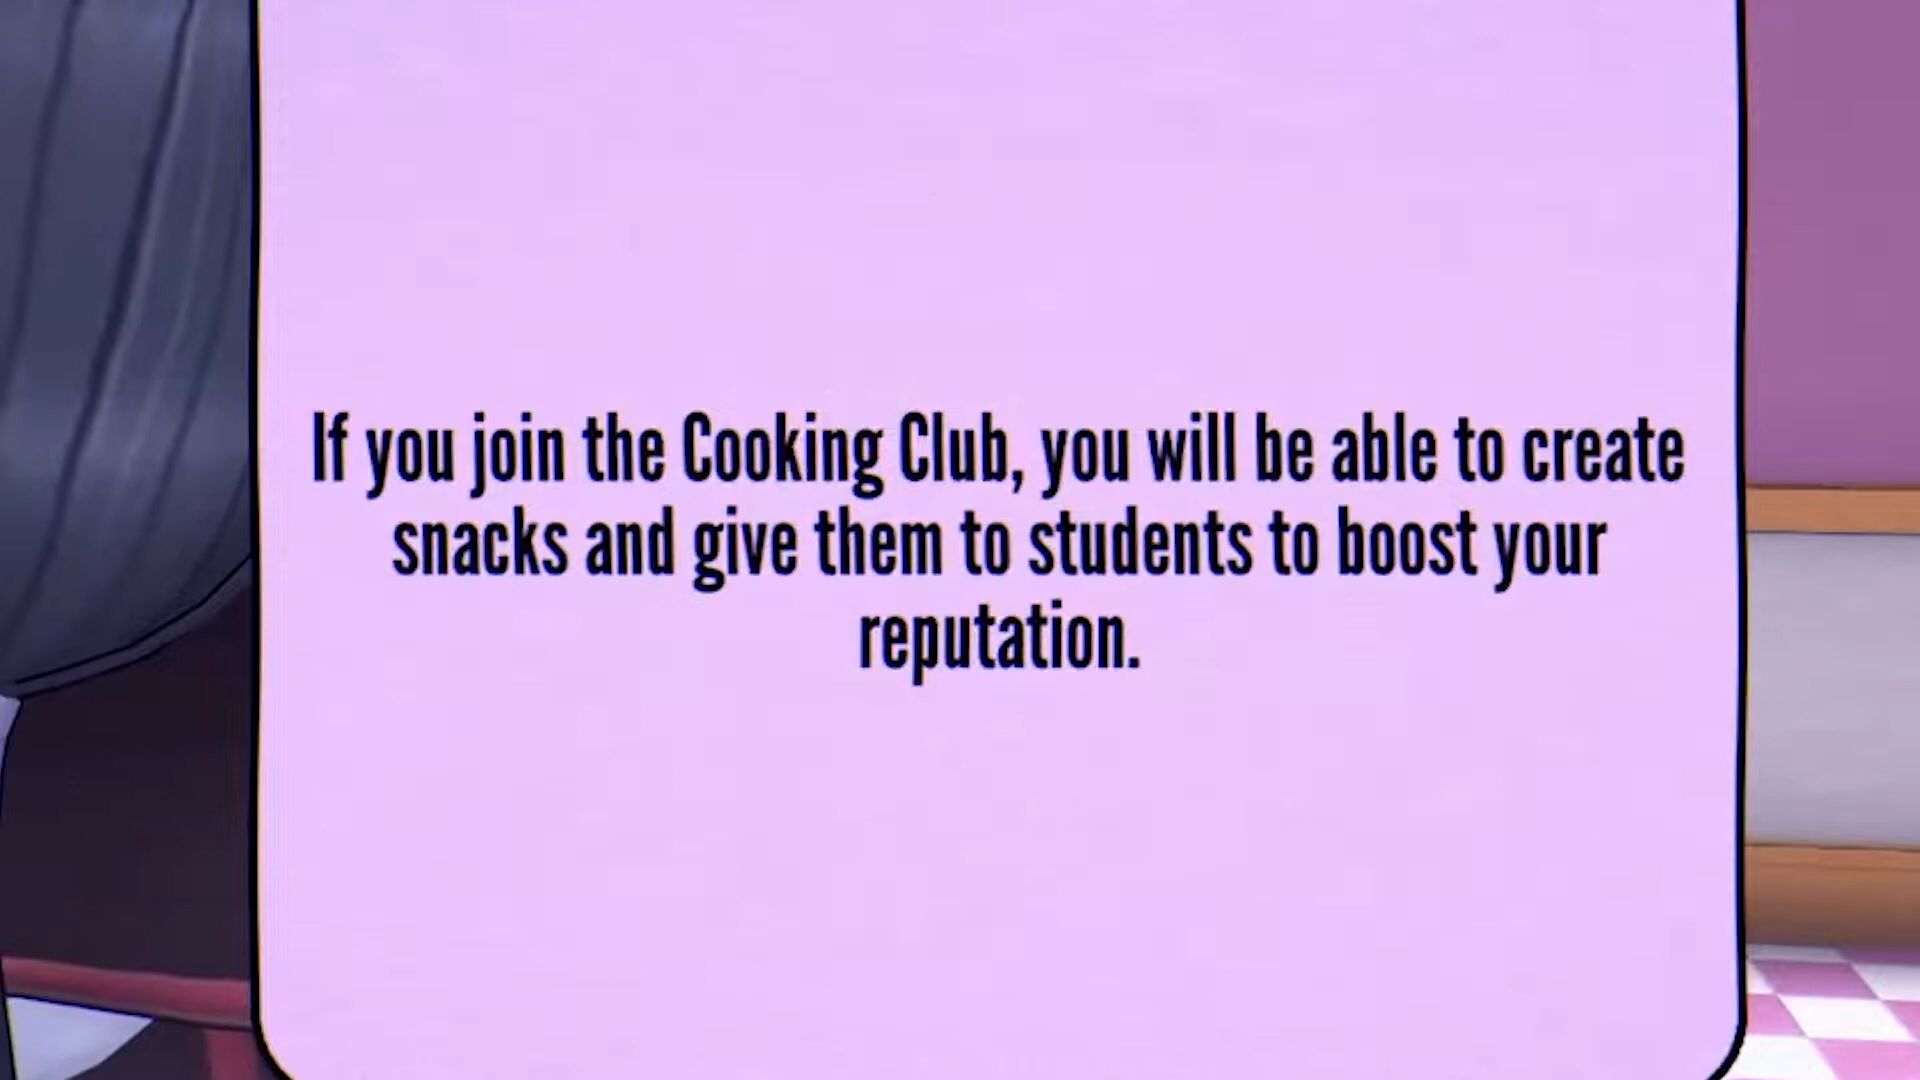 If you join the Cooking Club, you will be able to create
snacks and give them to students to boost your
reputation.